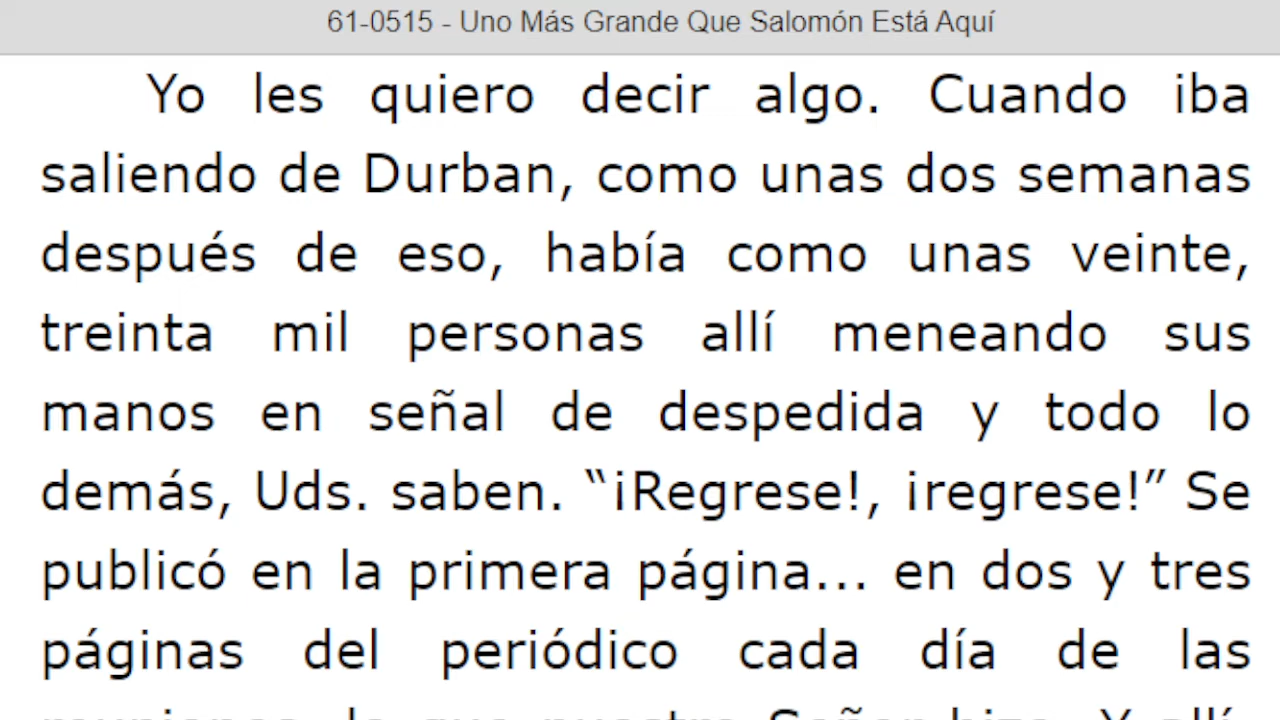 61-0515 - Uno Más Grande Que Salomón Está Aquí
Yo les quiero decir algo. Cuando iba
saliendo de Durban, como unas dos semanas
después de eso, había como unas veinte,
treinta mil personas allí meneando sus
manos en señal de despedida y todo lo
demás, Uds. saben. “¡Regrese!, ¡regrese!” Se
publicó en la primera página... en dos y tres
páginas del periódico cada día de las